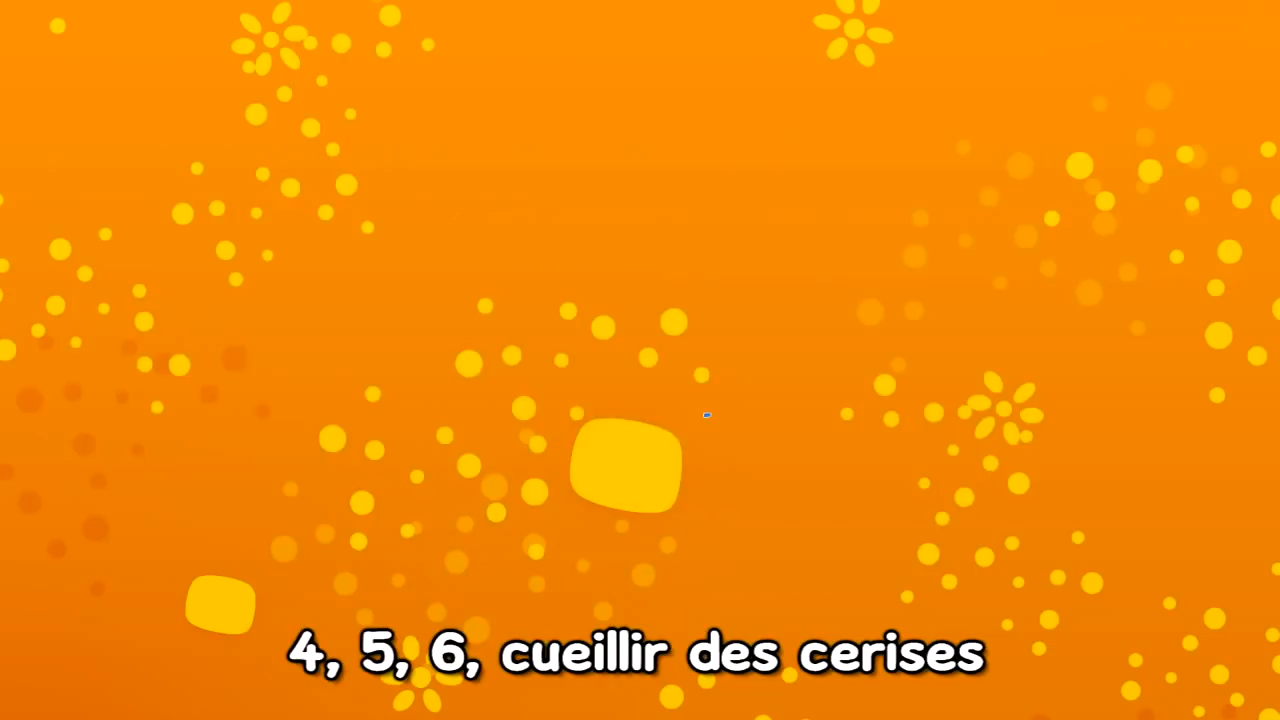 4, 5, 6, cueillir des cerises